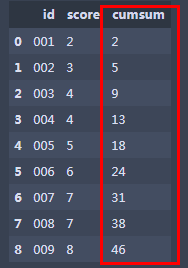 id score cumsum
0 001 2 2
1 002 3 5
2 003 4 9
3 004 4 13
4 005 5 18
5 006 6 24
6 007 7 31
7 008 7 38
8 009 8 46